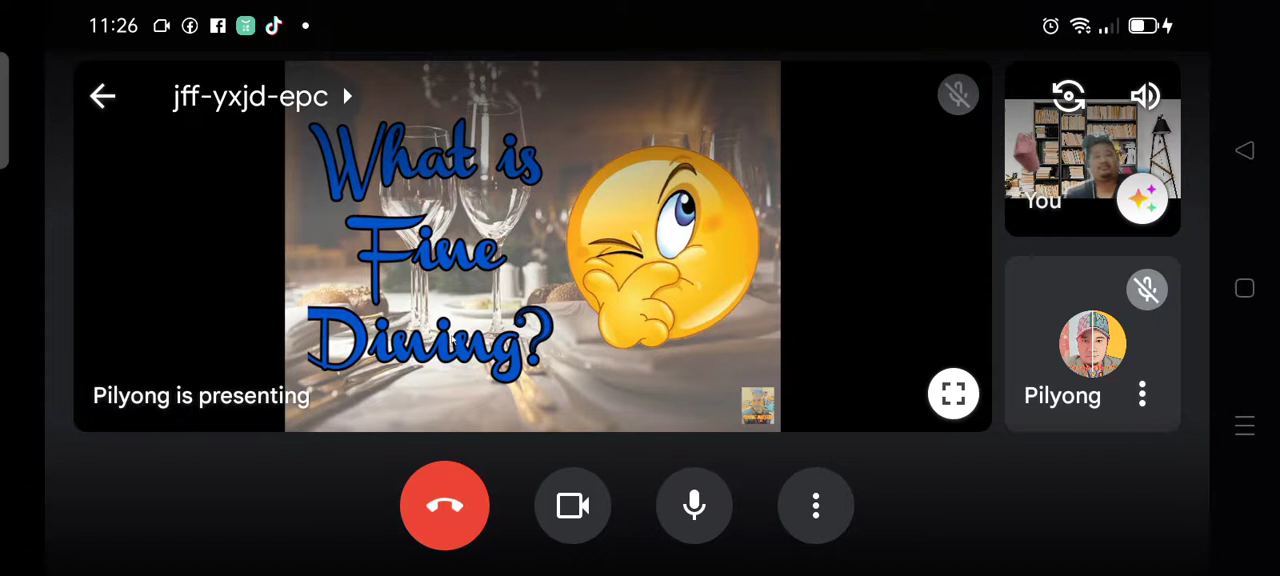 11:26
jff-yxjd-epc
What is
Fine
Dining?
Pilyong is presenting
You
Pilyong